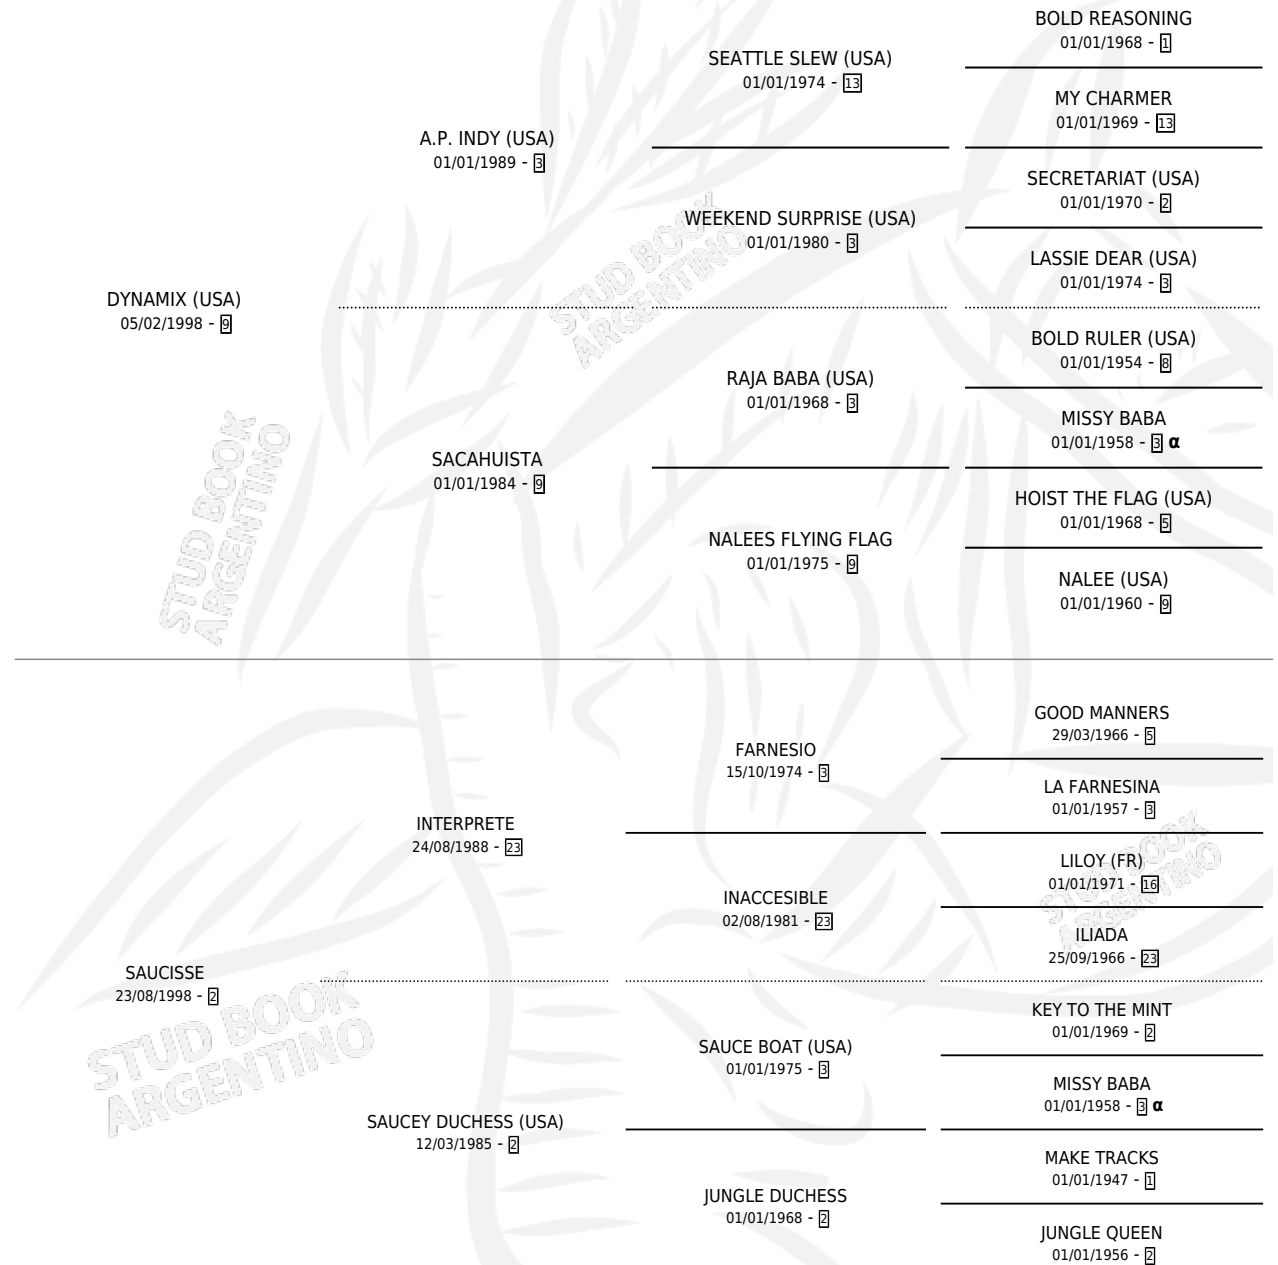 BOLD REASONING
01/01/1968 - 1
SEATTLE SLEW (USA)
01/01/1974 - 13
MY CHARMER
01/01/1969 - 13
A.P. INDY (USA)
01/01/1989 - 3
SECRETARIAT (USA)
01/01/1970 - 2
WEEKEND SURPRISE (USA)
01/01/1980 - 3
LASSIE DEAR (USA)
01/01/1974 - 3
DYNAMIX (USA)
05/02/1998 - 9
BOLD RULER (USA)
01/01/1954 - 8
RAJA BABA (USA)
01/01/1968 - 3
MISSY BABA
01/01/1958 - 3 α
SACAHUISTA
01/01/1984 - 9
HOIST THE FLAG (USA)
01/01/1968 - 5
NALEES FLYING FLAG
01/01/1975 - 9
NALEE (USA)
01/01/1960 - 9
GOOD MANNERS
29/03/1966 - 5
FARNESIO
15/10/1974 - 3
LA FARNESINA
01/01/1957 - 3
INTERPRETE
24/08/1988 - 23
LILOY (FR)
01/01/1971 - 16
INACCESIBLE
02/08/1981 - 23
ILIADA
25/09/1966 - 23
SAUCISSE
23/08/1998 - 2
KEY TO THE MINT
01/01/1969 - 2
SAUCE BOAT (USA)
01/01/1975 - 3
MISSY BABA
01/01/1958 - 3 α
SAUCEY DUCHESS (USA)
12/03/1985 - 2
MAKE TRACKS
01/01/1947 - 1
JUNGLE DUCHESS
01/01/1968 - 2
JUNGLE QUEEN
01/01/1956 - 2
STUD BOOK
ARGENTINO
STUD BOOK
ARGENTINO
STUD BOOK
ARGENTINO
STUD BOOK
ARGENTINO